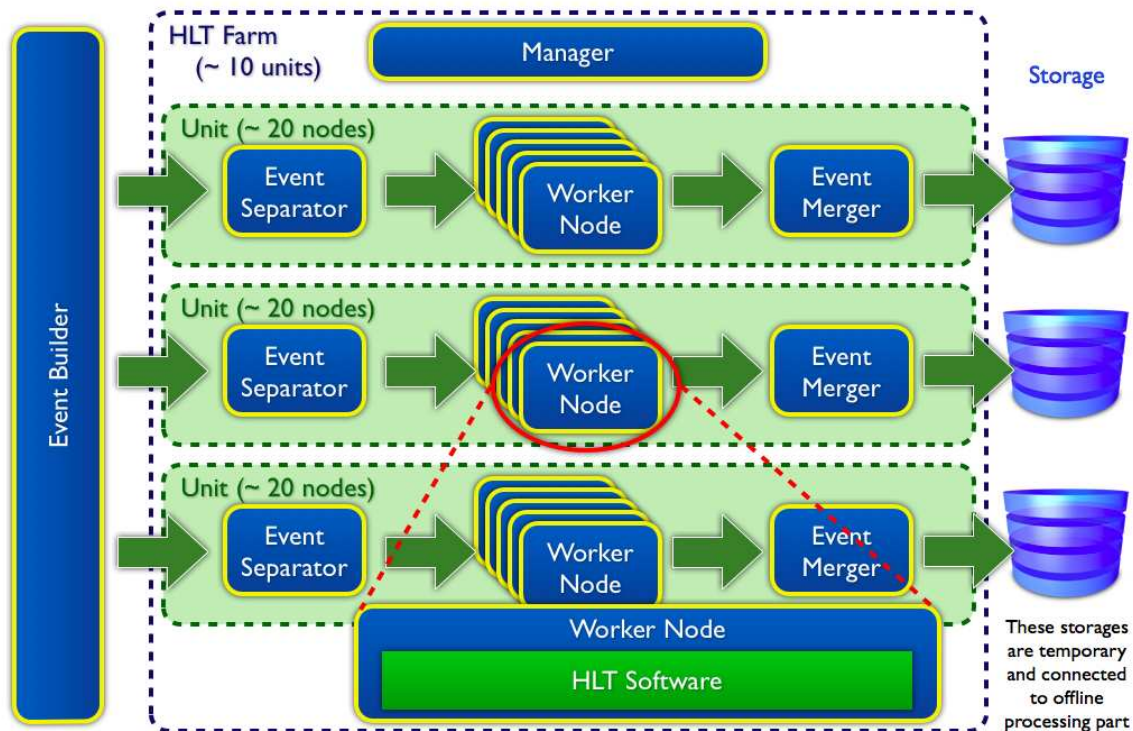 HLT Farm
(~ 10 units)
Manager
Storage
Event Builder
Unit (~ 20 nodes)
Event
Separator
Worker
Node
Event
Merger
Unit (~ 20 nodes)
Event
Separator
Worker
Node
Event
Merger
Unit (~ 20 nodes)
Event
Separator
Worker
Node
Event
Merger
Worker Node
HLT Software
These storages
are temporary
and connected
to offline
processing part